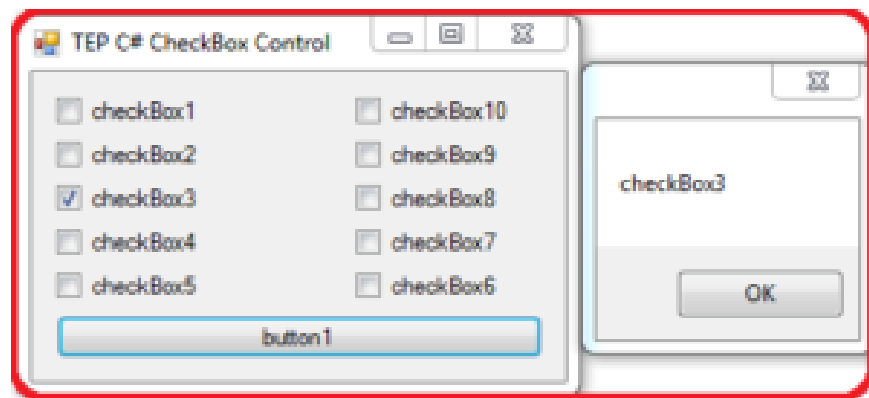 TEP C# CheckBox Control
checkBox1
checkBox10
checkBox2
checkBox9
checkBox3
checkBox8
checkBox4
checkBox7
checkBox5
checkBox6
button1
checkBox3
OK